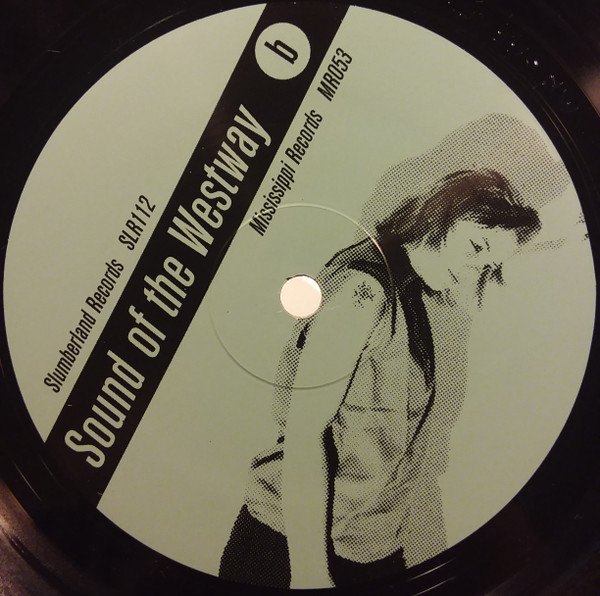 Slumberland Records SLR112
Sound of the Westway b
Mississippi Records MR053